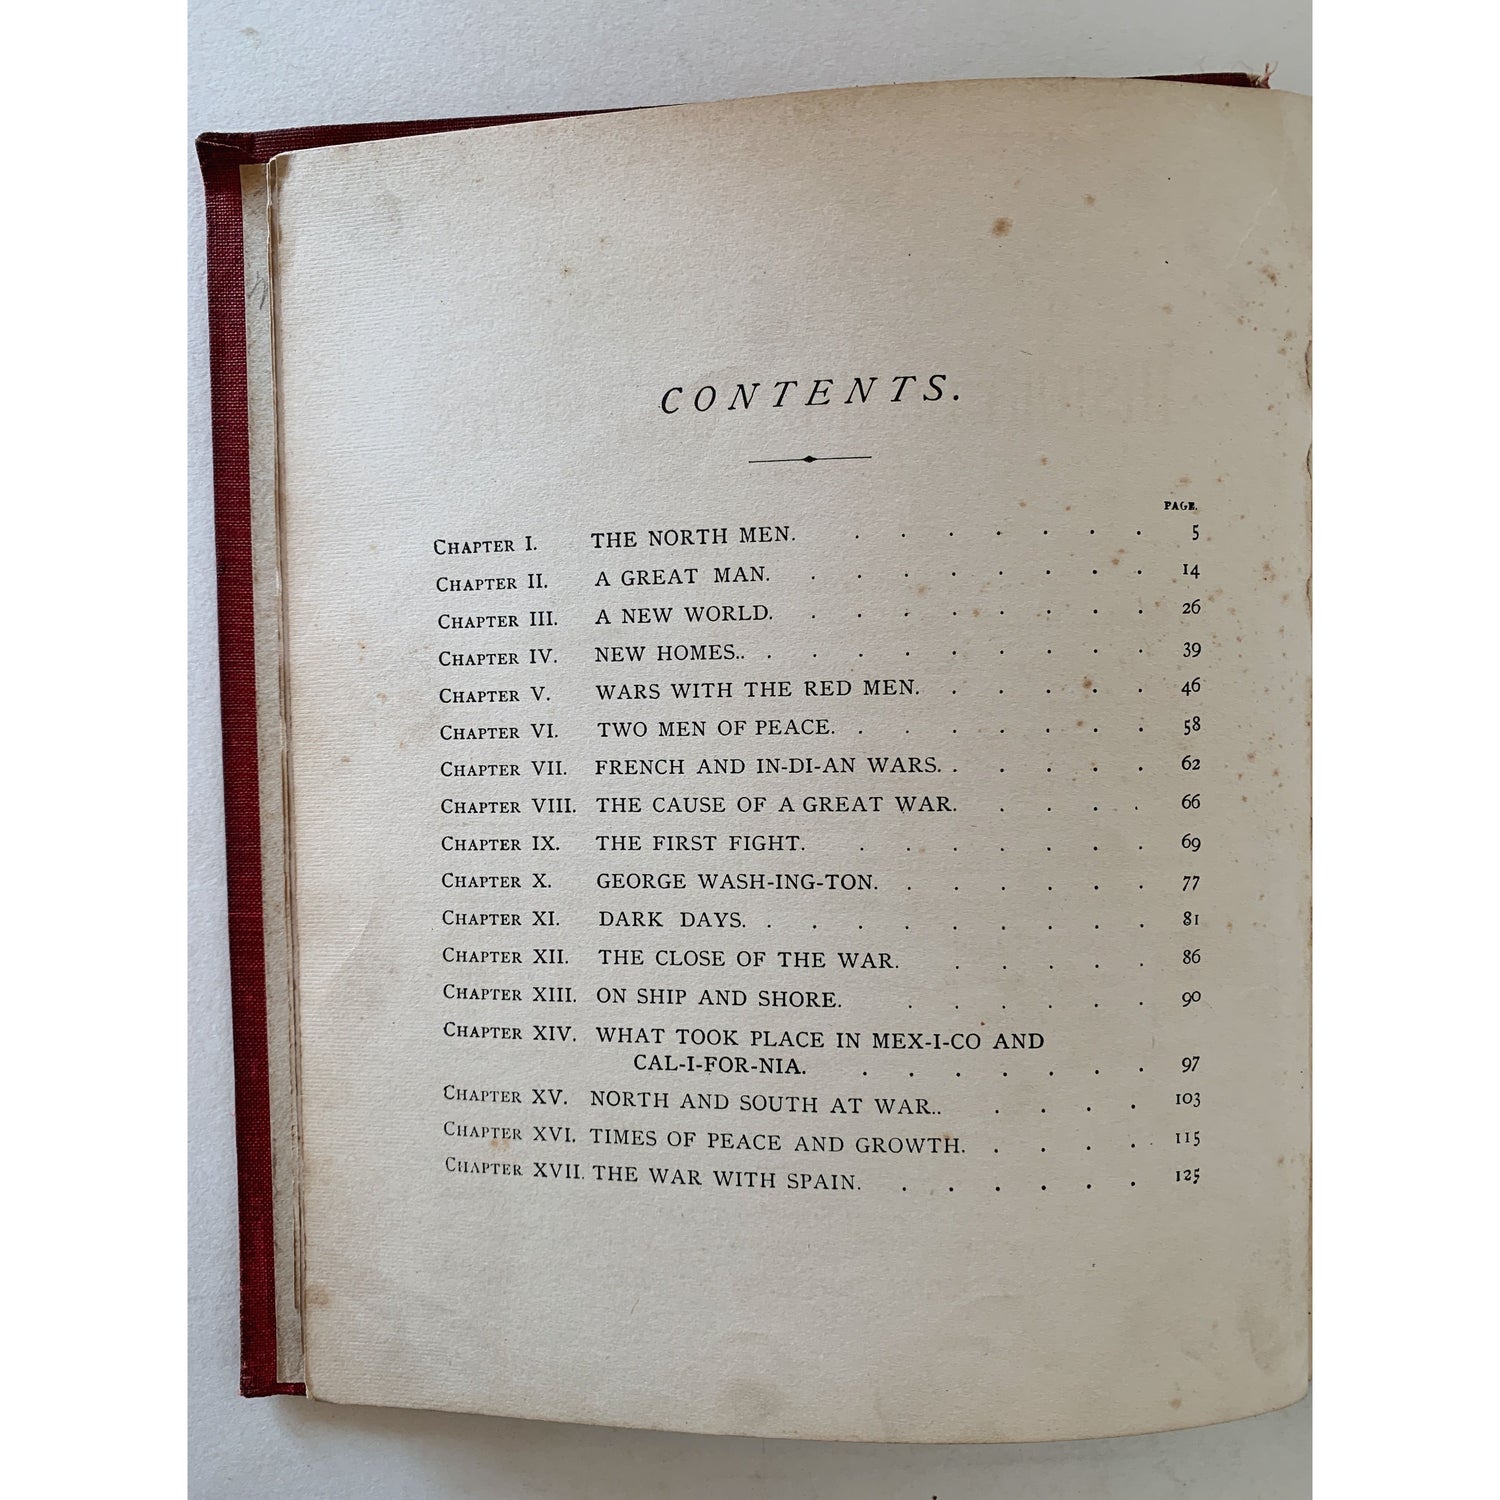 CONTENTS.
PAGE.
CHAPTER I. THE NORTH MEN. . . . . . . . 5
CHAPTER II. A GREAT MAN. . . . . . . . . 14
CHAPTER III. A NEW WORLD. . . . . . . . . 26
CHAPTER IV. NEW HOMES.. . . . . . . . . . 39
CHAPTER V. WARS WITH THE RED MEN. . . . . . 46
CHAPTER VI. TWO MEN OF PEACE. . . . . . . . 58
CHAPTER VII. FRENCH AND IN-DI-AN WARS. . . . . . 62
CHAPTER VIII. THE CAUSE OF A GREAT WAR. . . . . 66
CHAPTER IX. THE FIRST FIGHT. . . . . . . . 69
CHAPTER X. GEORGE WASH-ING-TON. . . . . . . 77
CHAPTER XI. DARK DAYS. . . . . . . . . . 81
CHAPTER XII. THE CLOSE OF THE WAR. . . . . . 86
CHAPTER XIII. ON SHIP AND SHORE. . . . . . . 90
CHAPTER XIV. WHAT TOOK PLACE IN MEX-I-CO AND
CAL-I-FOR-NIA. . . . . . . . 97
CHAPTER XV. NORTH AND SOUTH AT WAR.. . . . . 103
CHAPTER XVI. TIMES OF PEACE AND GROWTH. . . . . 115
CHAPTER XVII. THE WAR WITH SPAIN. . . . . . . 125